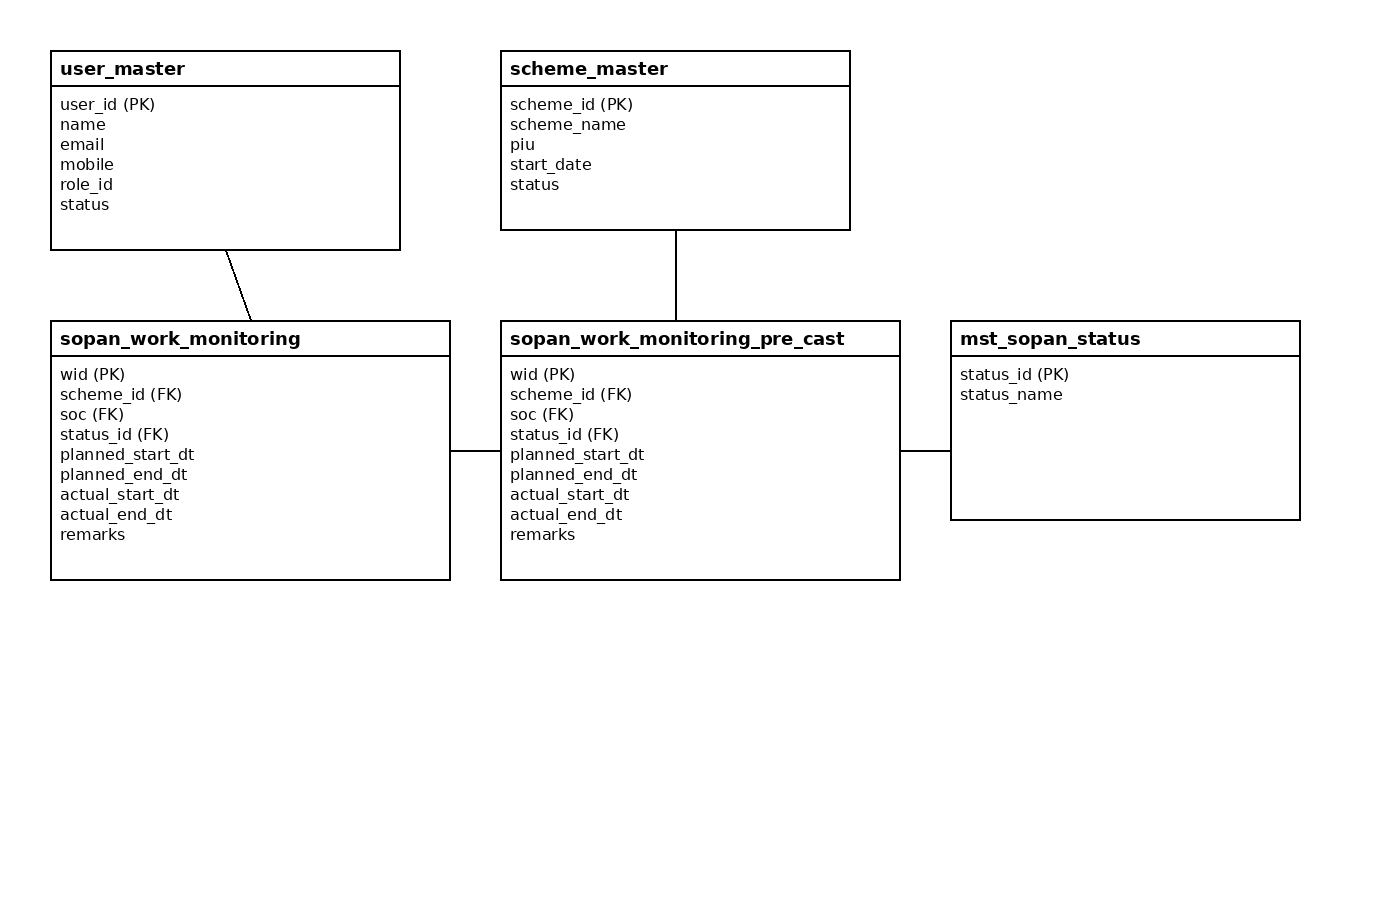 user_master
user_id (PK)
name
email
mobile
role_id
status
scheme_master
scheme_id (PK)
scheme_name
piu
start_date
status
sopan_work_monitoring
wid (PK)
scheme_id (FK)
soc (FK)
status_id (FK)
planned_start_dt
planned_end_dt
actual_start_dt
actual_end_dt
remarks
sopan_work_monitoring_pre_cast
wid (PK)
scheme_id (FK)
soc (FK)
status_id (FK)
planned_start_dt
planned_end_dt
actual_start_dt
actual_end_dt
remarks
mst_sopan_status
status_id (PK)
status_name